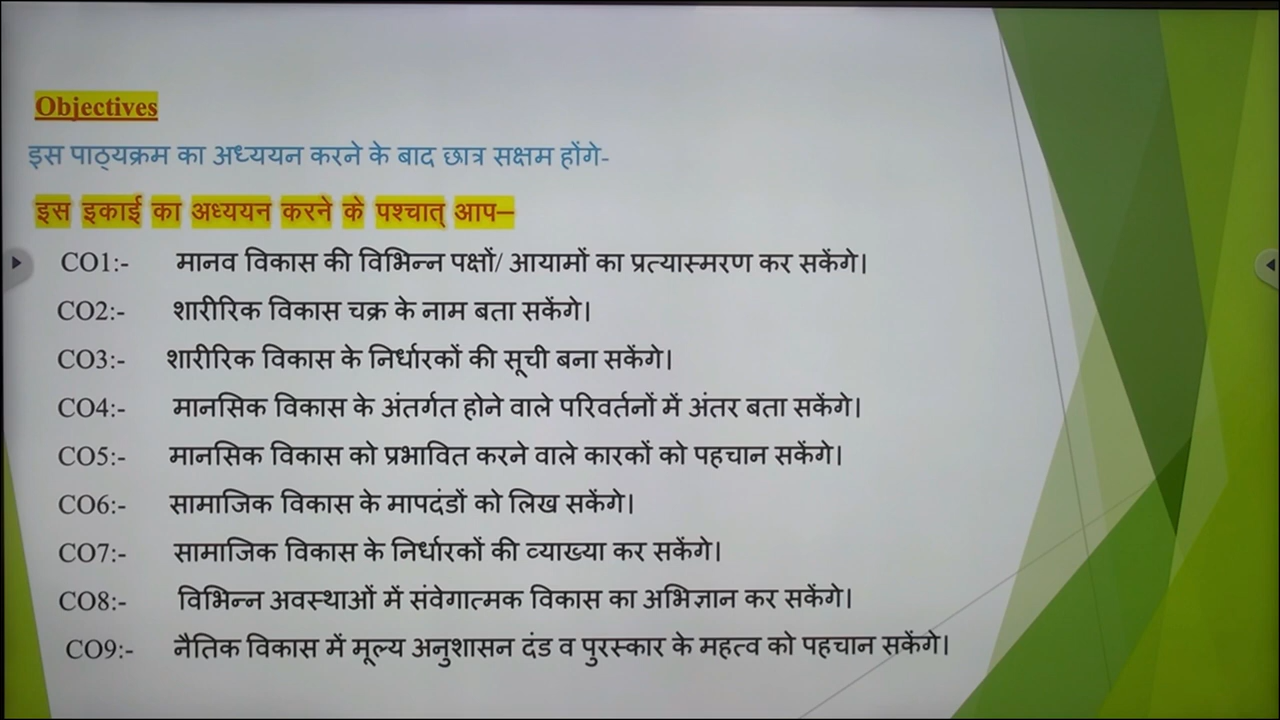 Objectives
इस पाठ्यक्रम का अध्ययन करने के बाद छात्र सक्षम होंगे-
इस इकाई का अध्ययन करने के पश्चात् आप–
CO1:- मानव विकास की विभिन्न पक्षों/ आयामों का प्रत्यास्मरण कर सकेंगे।
CO2:- शारीरिक विकास चक्र के नाम बता सकेंगे।
CO3:- शारीरिक विकास के निर्धारकों की सूची बना सकेंगे।
CO4:- मानसिक विकास के अंतर्गत होने वाले परिवर्तनों में अंतर बता सकेंगे।
CO5:- मानसिक विकास को प्रभावित करने वाले कारकों को पहचान सकेंगे।
CO6:- सामाजिक विकास के मापदंडों को लिख सकेंगे।
CO7:- सामाजिक विकास के निर्धारकों की व्याख्या कर सकेंगे।
CO8:- विभिन्न अवस्थाओं में संवेगात्मक विकास का अभिज्ञान कर सकेंगे।
CO9:- नैतिक विकास में मूल्य अनुशासन दंड व पुरस्कार के महत्व को पहचान सकेंगे।